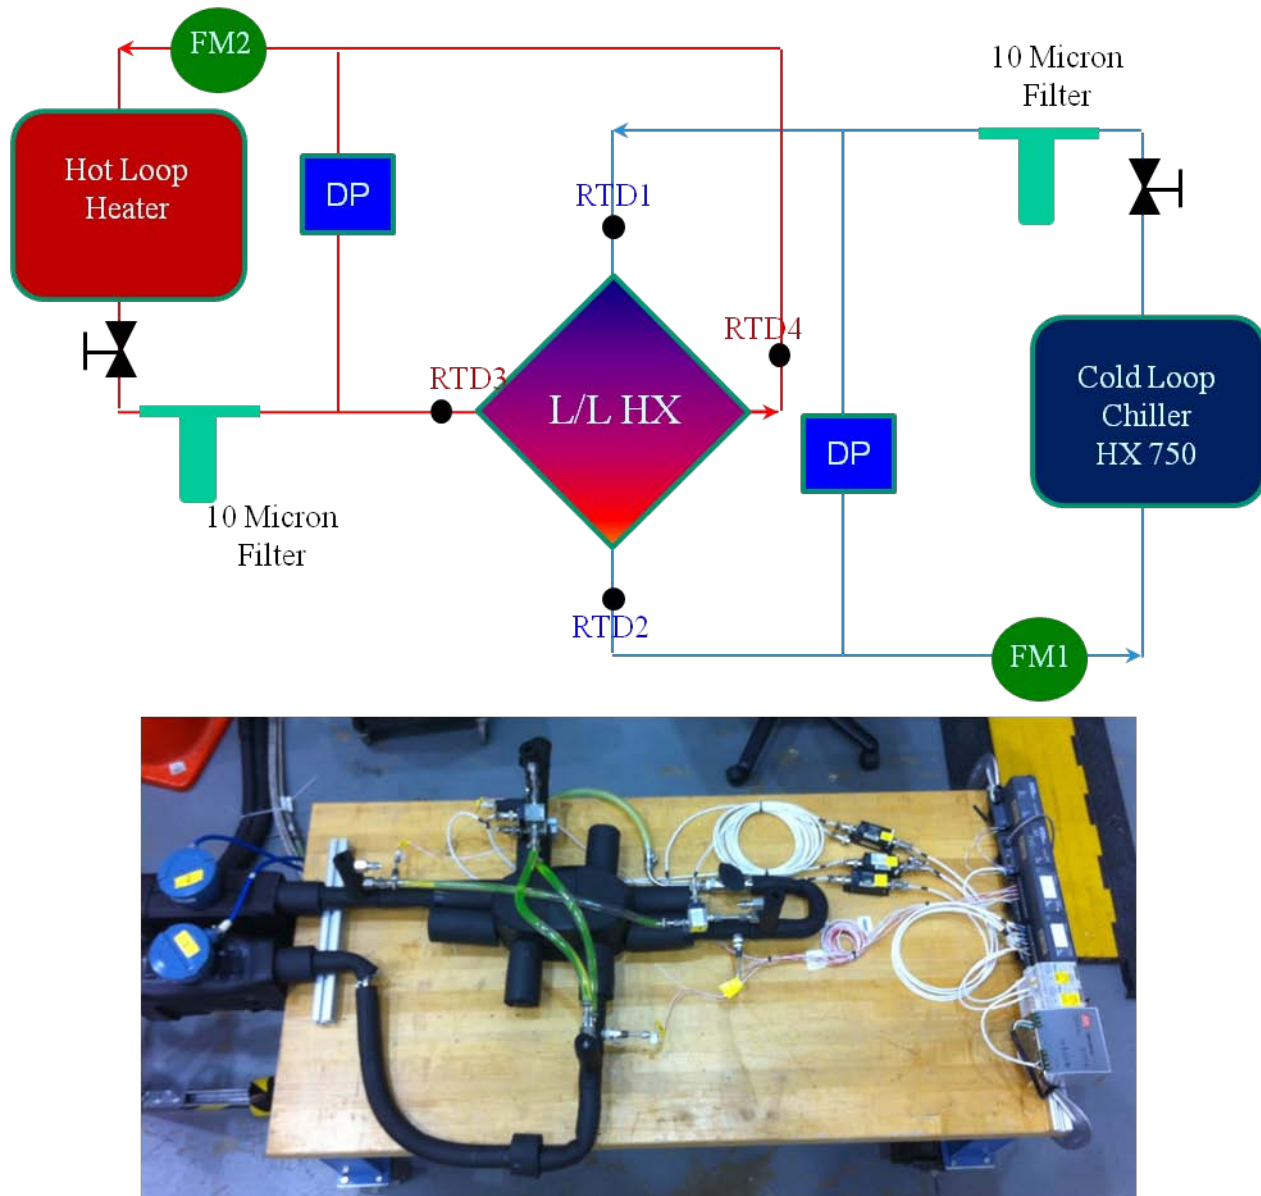 FM2
10 Micron
Filter
Hot Loop
Heater
DP
RTD1
RTD4
RTD3
L/L HX
Cold Loop
Chiller
HX 750
DP
10 Micron
Filter
RTD2
FM1